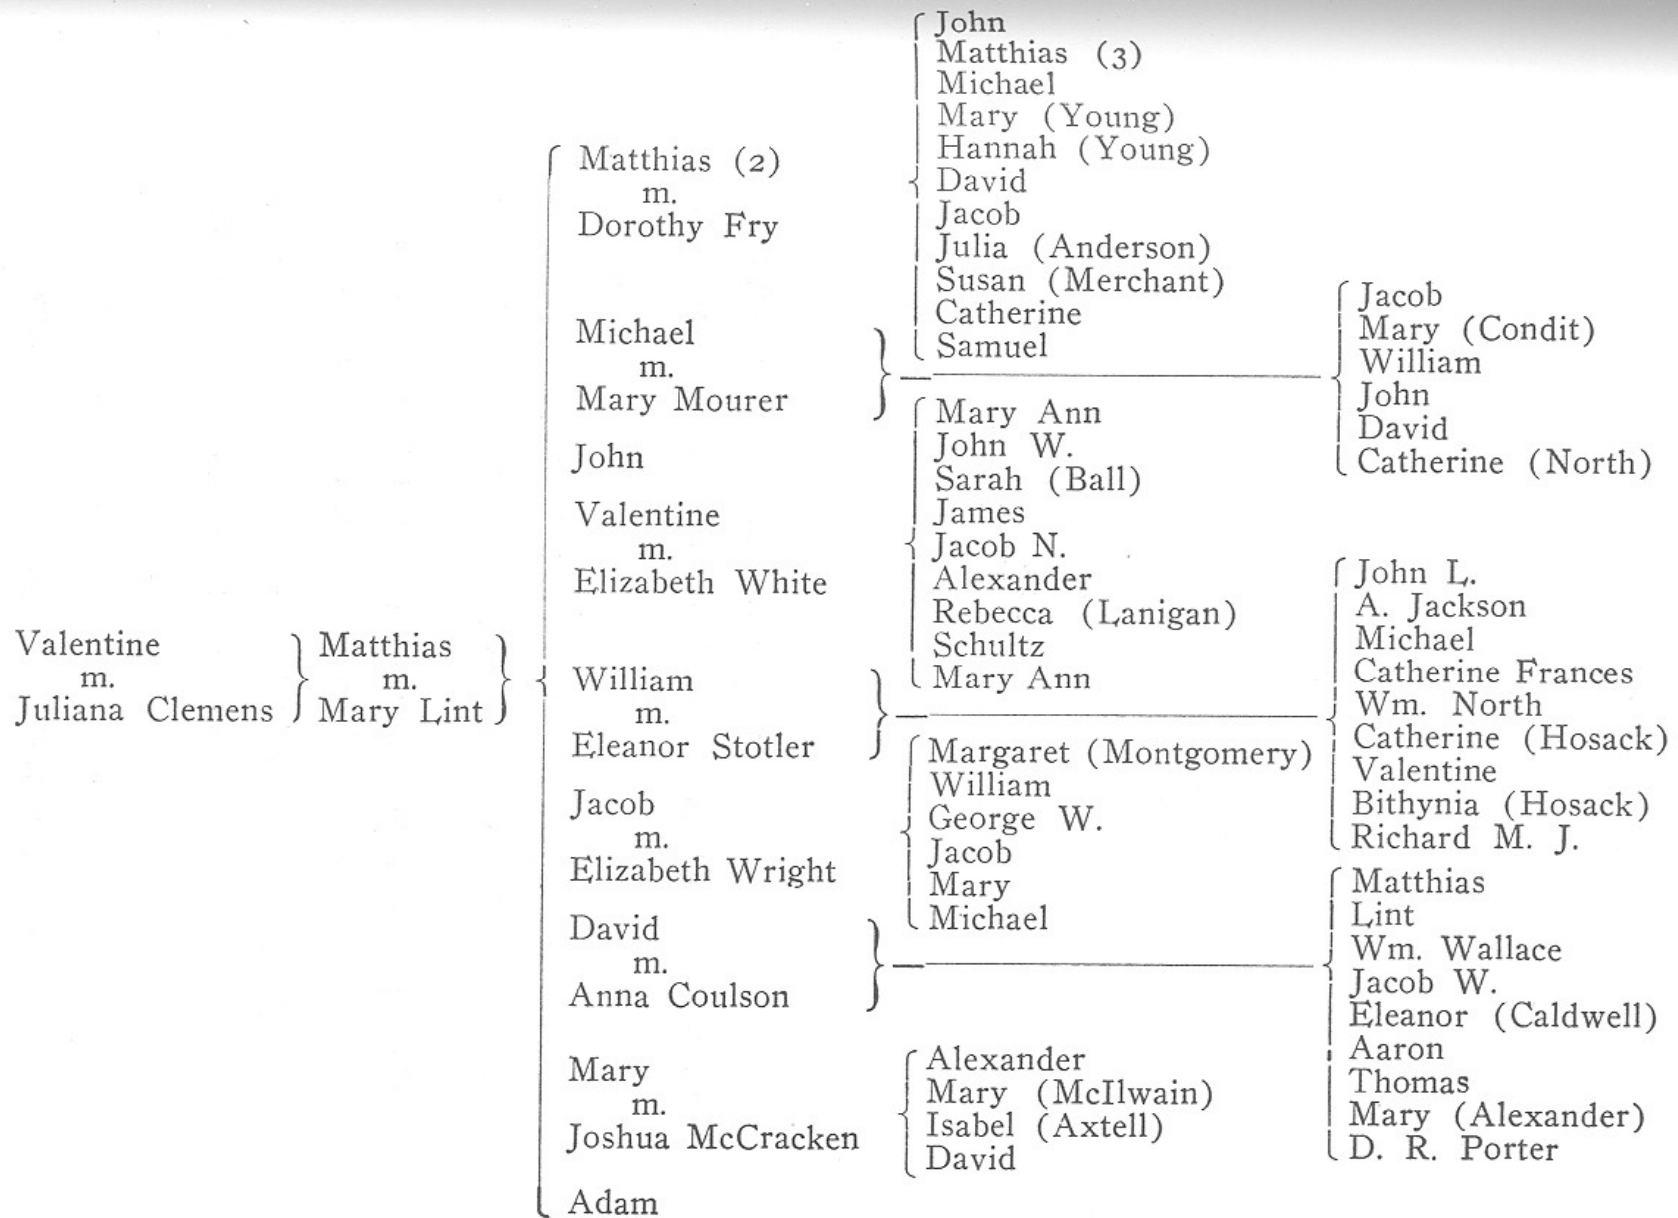 Valentine
m.
Juliana Clemens
Matthias
m.
Mary Lint
Matthias (2)
m.
Dorothy Fry
Michael
m.
Mary Mourer
John
Valentine
m.
Elizabeth White
William
m.
Eleanor Stotler
Jacob
m.
Elizabeth Wright
David
m.
Anna Coulson
Mary
m.
Joshua McCracken
Adam
John
Matthias (3)
Michael
Mary (Young)
Hannah (Young)
David
Jacob
Julia (Anderson)
Susan (Merchant)
Catherine
Samuel
Mary Ann
John W.
Sarah (Ball)
James
Jacob N.
Alexander
Rebecca (Lanigan)
Schultz
Mary Ann
Margaret (Montgomery)
William
George W.
Jacob
Mary
Michael
Alexander
Mary (McIlwain)
Isabel (Axtell)
David
Jacob
Mary (Condit)
William
John
David
Catherine (North)
John L.
A. Jackson
Michael
Catherine Frances
Wm. North
Catherine (Hosack)
Valentine
Bithynia (Hosack)
Richard M. J.
Matthias
Lint
Wm. Wallace
Jacob W.
Eleanor (Caldwell)
Aaron
Thomas
Mary (Alexander)
D. R. Porter